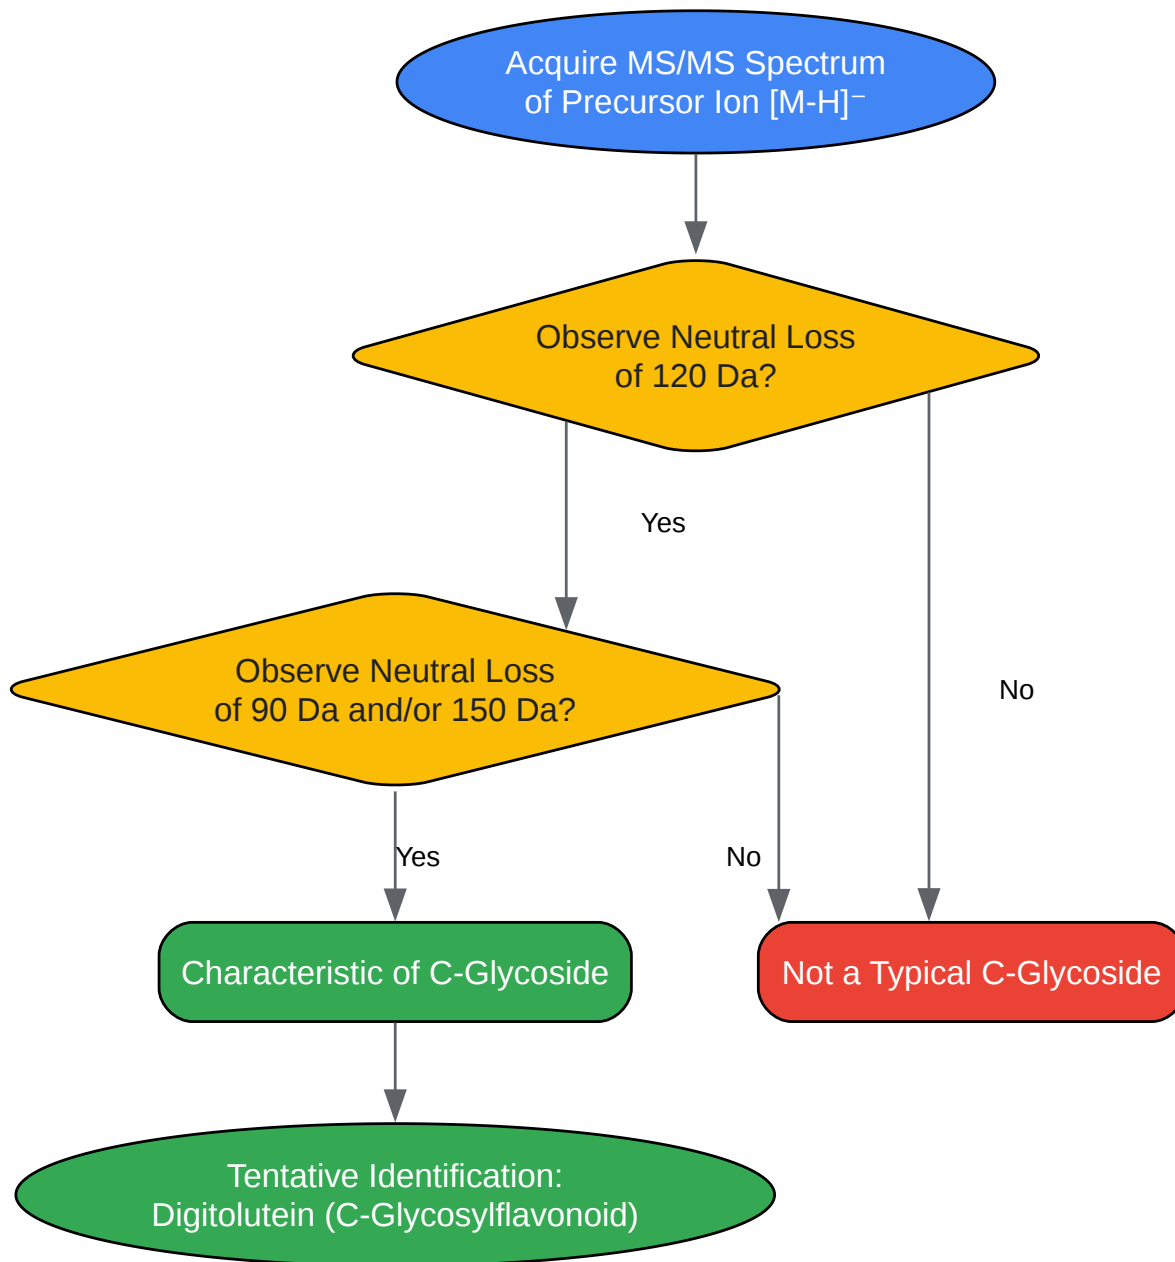 Acquire MS/MS Spectrum
of Precursor Ion [M-H]⁻
Observe Neutral Loss
of 120 Da?
Yes
No
Observe Neutral Loss
of 90 Da and/or 150 Da?
Yes
No
Characteristic of C-Glycoside
Not a Typical C-Glycoside
Tentative Identification:
Digitolutein (C-Glycosylflavonoid)